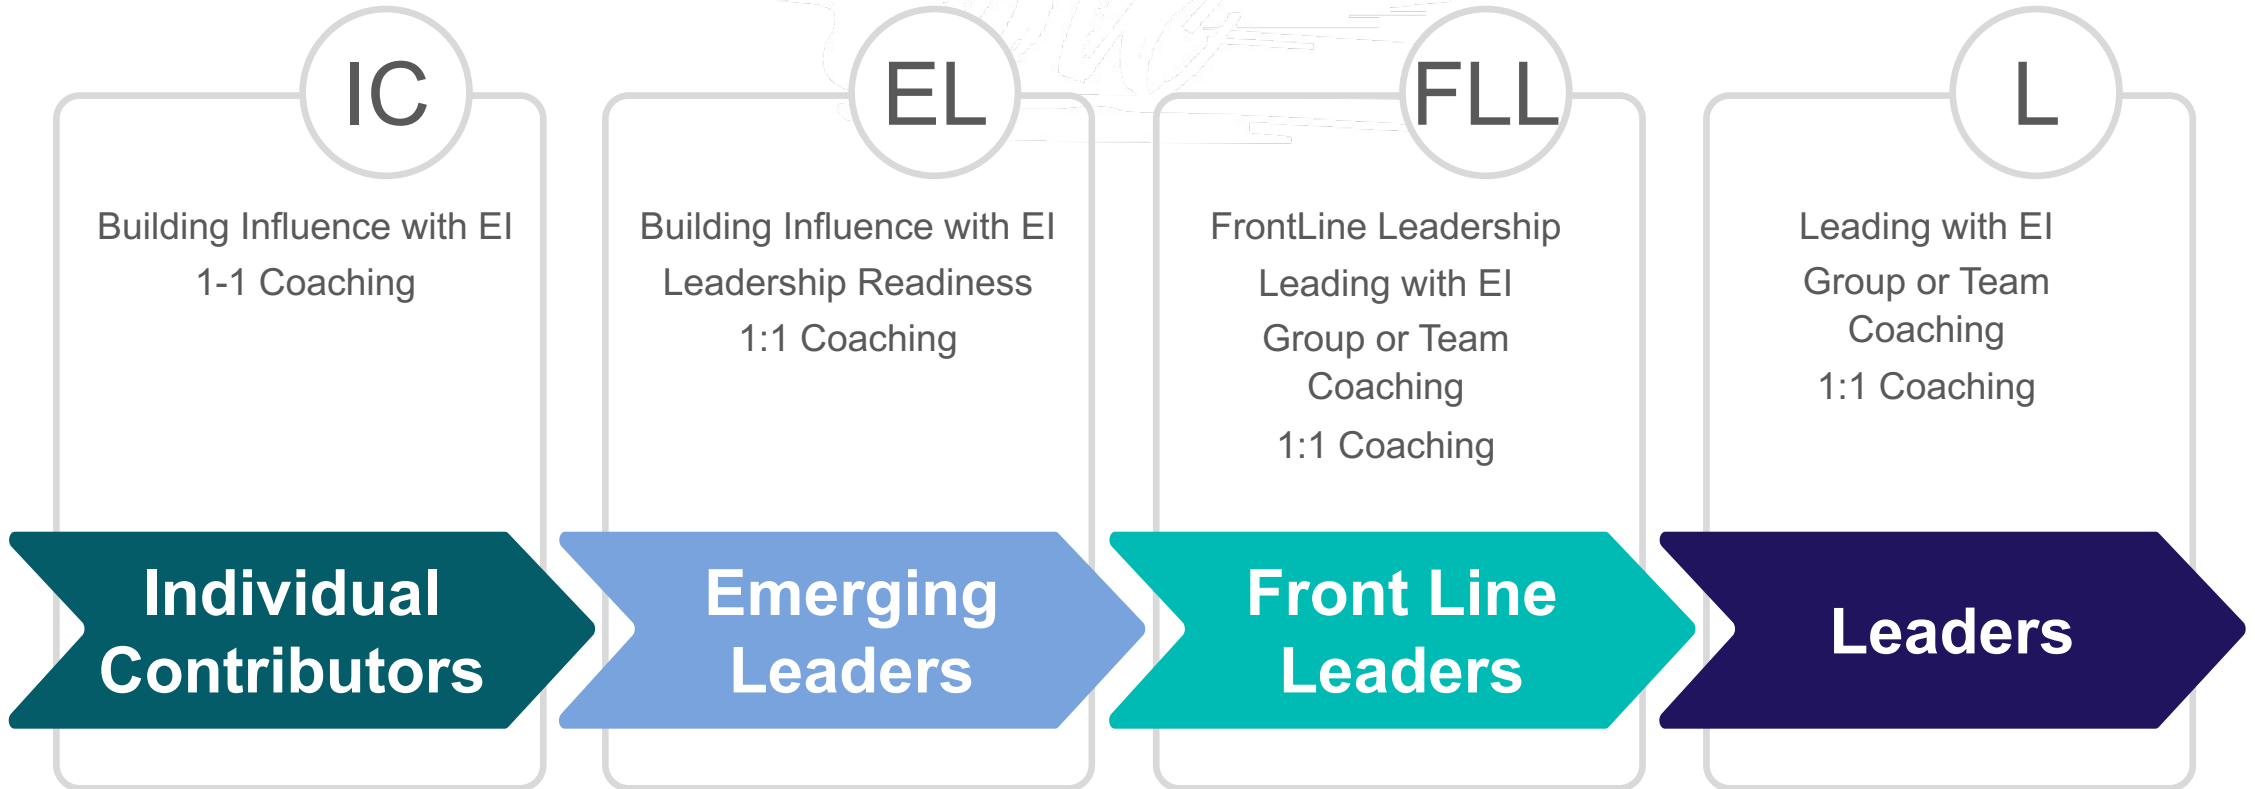 IC
Building Influence with EI
1-1 Coaching
Individual
Contributors
EL
Building Influence with EI
Leadership Readiness
1:1 Coaching
Emerging
Leaders
FLL
FrontLine Leadership
Leading with EI
Group or Team
Coaching
1:1 Coaching
Front Line
Leaders
L
Leading with EI
Group or Team
Coaching
1:1 Coaching
Leaders